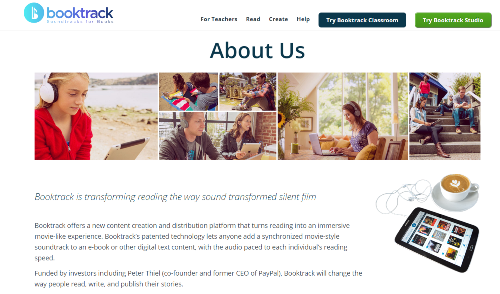 booktrack
Soundtracks for Books
For Teachers Read Create Help Try Booktrack Classroom Try Booktrack Studio
About Us
Booktrack is transforming reading the way sound transformed silent film
Booktrack offers a new content creation and distribution platform that turns reading into an immersive
movie-like experience. Booktrack's patented technology lets anyone add a synchronized movie-style
soundtrack to an e-book or other digital text content, with the audio paced to each individual's reading
speed.
Funded by investors including Peter Thiel (co-founder and former CEO of PayPal), Booktrack will change the
way people read, write, and publish their stories.